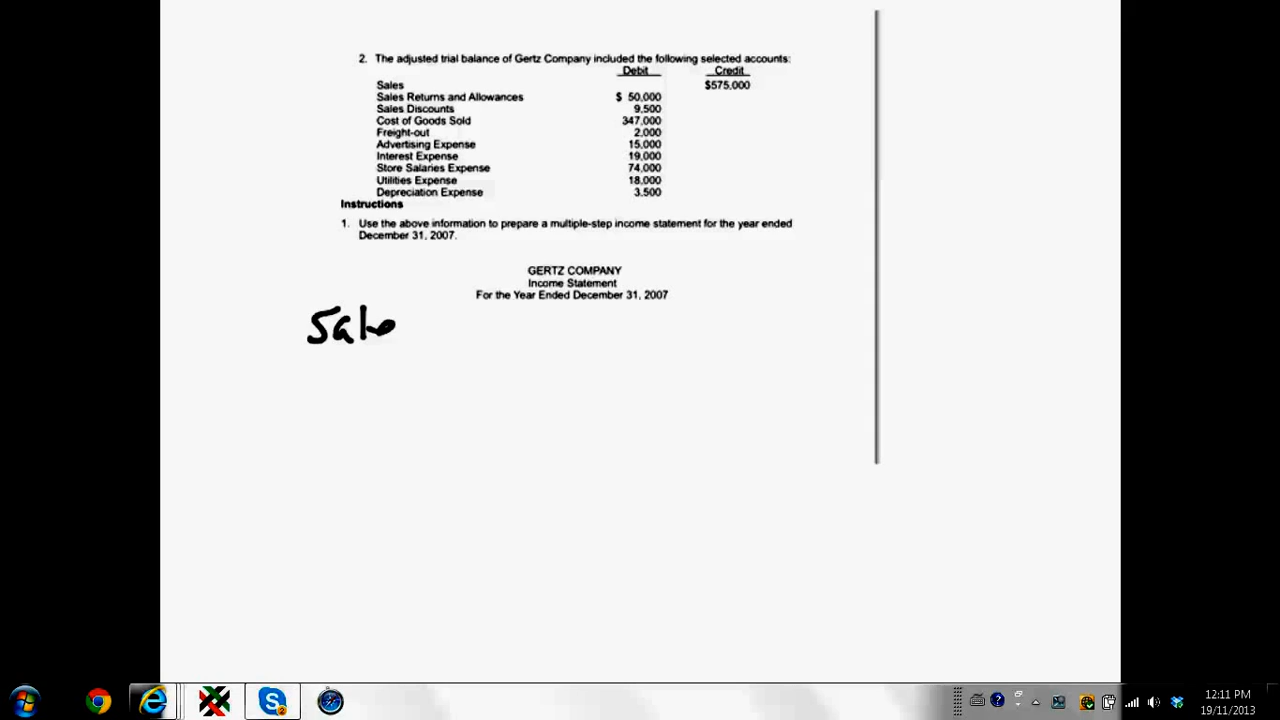 2. The adjusted trial balance of Gertz Company included the following selected accounts:
Debit Credit
Sales $575,000
Sales Returns and Allowances $ 50,000
Sales Discounts 9,500
Cost of Goods Sold 347,000
Freight-out 2,000
Advertising Expense 15,000
Interest Expense 19,000
Store Salaries Expense 74,000
Utilities Expense 18,000
Depreciation Expense 3,500
Instructions
1. Use the above information to prepare a multiple-step income statement for the year ended
December 31, 2007.
GERTZ COMPANY
Income Statement
For the Year Ended December 31, 2007
Sale
12:11 PM
19/11/2013